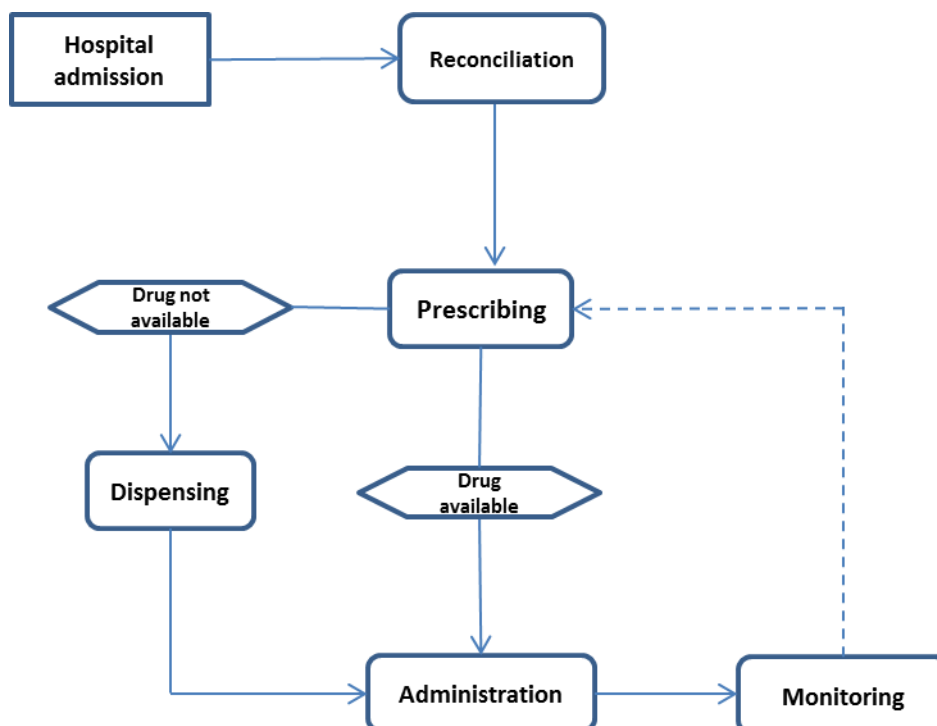 Hospital
admission
Reconciliation
Drug not
available
Prescribing
Dispensing
Drug
available
Administration
Monitoring